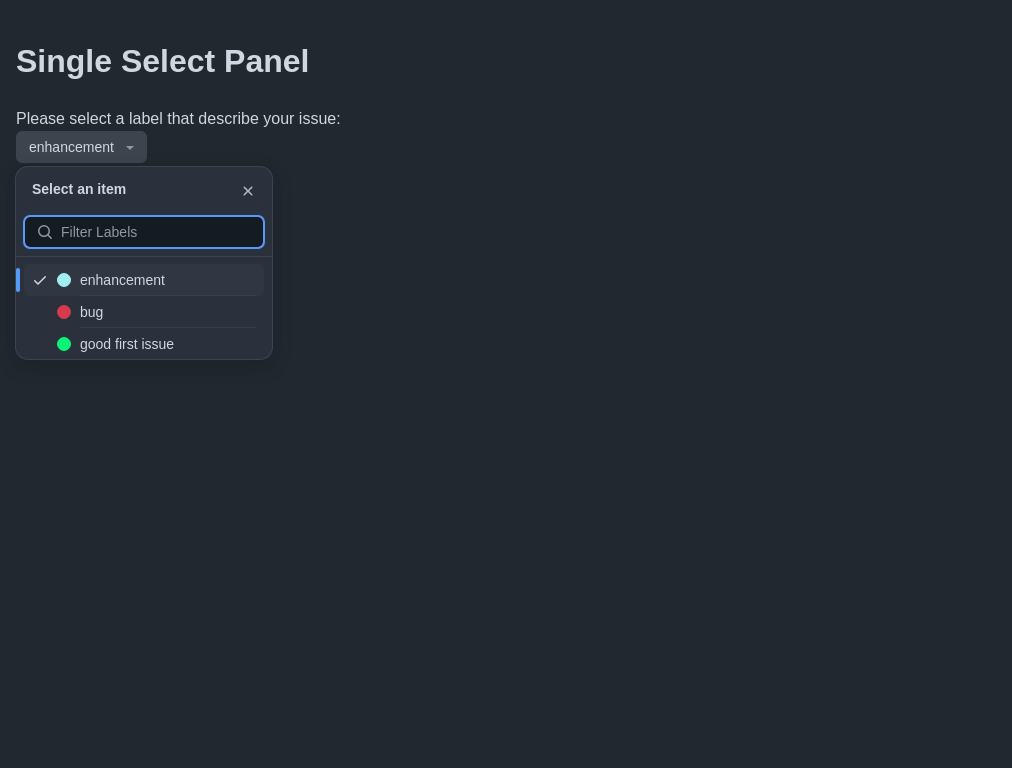 Single Select Panel
Please select a label that describe your issue:
enhancement
Select an item
Filter Labels
enhancement
bug
good first issue